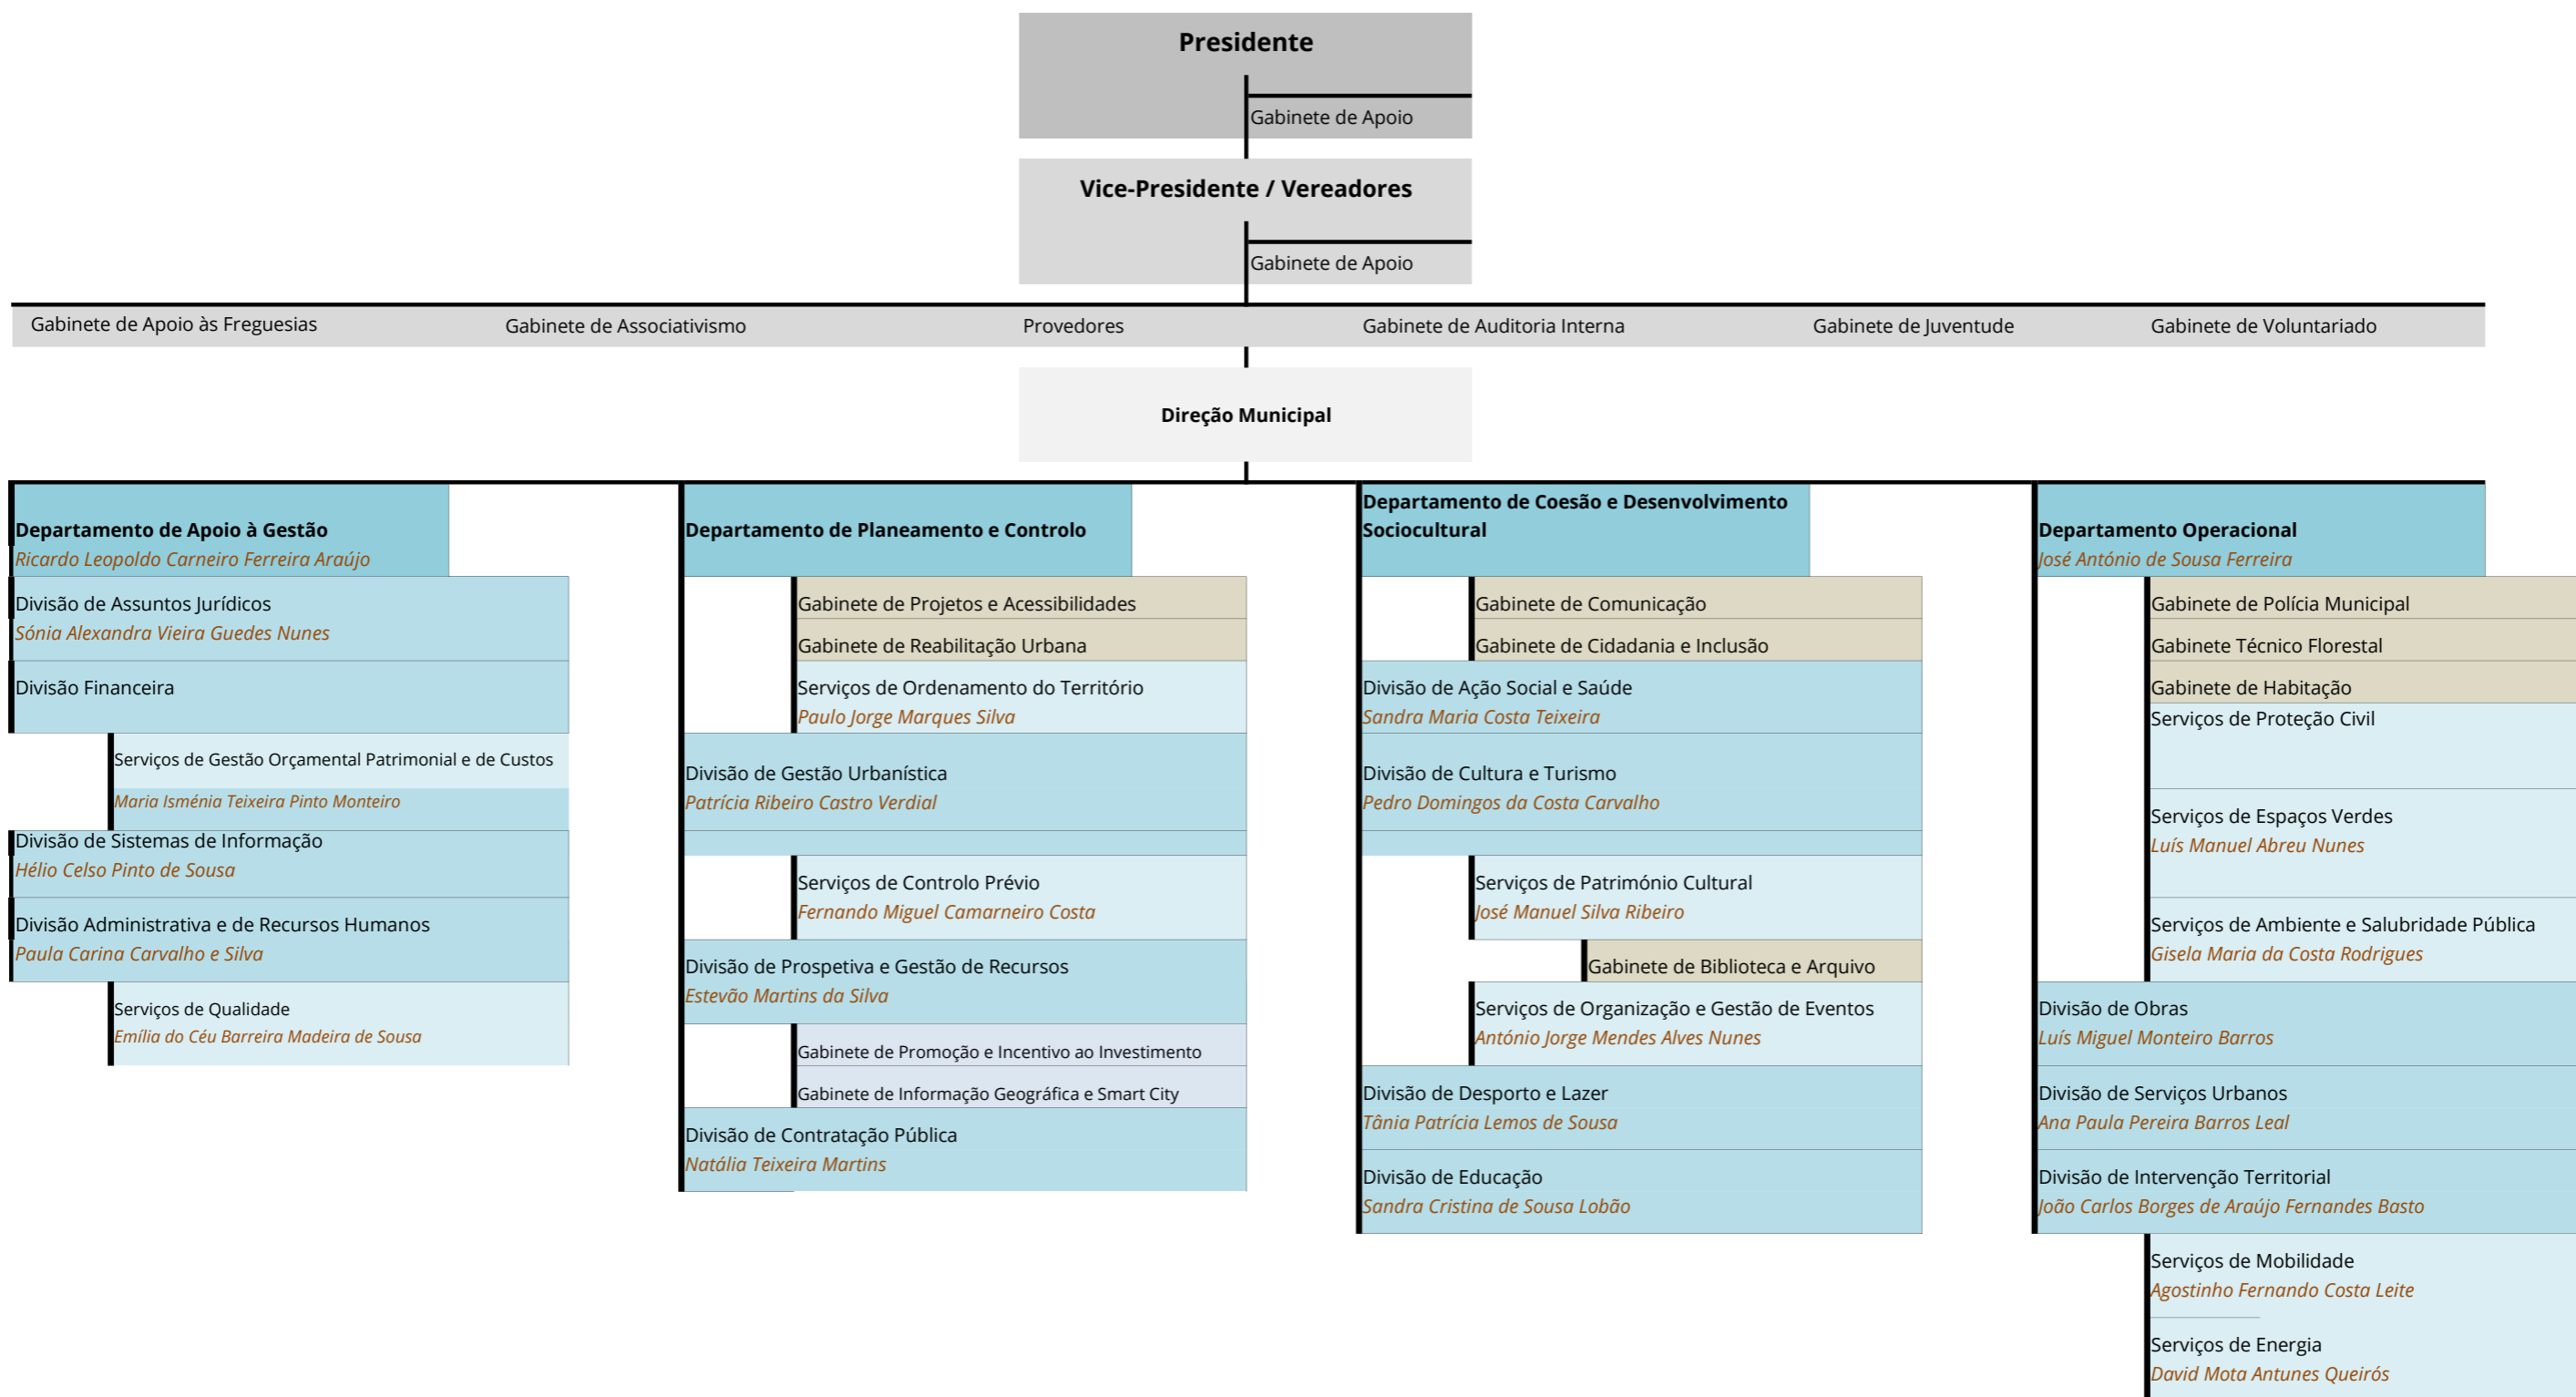 Presidente
Gabinete de Apoio
Vice-Presidente / Vereadores
Gabinete de Apoio
Gabinete de Apoio às Freguesias
Gabinete de Associativismo
Provedores
Gabinete de Auditoria Interna
Gabinete de Juventude
Gabinete de Voluntariado
Direção Municipal
Departamento de Apoio à Gestão
Ricardo Leopoldo Carneiro Ferreira Araújo
Divisão de Assuntos Jurídicos
Sónia Alexandra Vieira Guedes Nunes
Divisão Financeira
Serviços de Gestão Orçamental Patrimonial e de Custos
Maria Isménia Teixeira Pinto Monteiro
Divisão de Sistemas de Informação
Hélio Celso Pinto de Sousa
Divisão Administrativa e de Recursos Humanos
Paula Carina Carvalho e Silva
Serviços de Qualidade
Emília do Céu Barreira Madeira de Sousa
Departamento de Planeamento e Controlo
Gabinete de Projetos e Acessibilidades
Gabinete de Reabilitação Urbana
Serviços de Ordenamento do Território
Paulo Jorge Marques Silva
Divisão de Gestão Urbanística
Patrícia Ribeiro Castro Verdial
Serviços de Controlo Prévio
Fernando Miguel Camarneiro Costa
Divisão de Prospetiva e Gestão de Recursos
Estevão Martins da Silva
Gabinete de Promoção e Incentivo ao Investimento
Gabinete de Informação Geográfica e Smart City
Divisão de Contratação Pública
Natália Teixeira Martins
Departamento de Coesão e Desenvolvimento
Sociocultural
Gabinete de Comunicação
Gabinete de Cidadania e Inclusão
Divisão de Ação Social e Saúde
Sandra Maria Costa Teixeira
Divisão de Cultura e Turismo
Pedro Domingos da Costa Carvalho
Serviços de Património Cultural
José Manuel Silva Ribeiro
Gabinete de Biblioteca e Arquivo
Serviços de Organização e Gestão de Eventos
António Jorge Mendes Alves Nunes
Divisão de Desporto e Lazer
Tânia Patrícia Lemos de Sousa
Divisão de Educação
Sandra Cristina de Sousa Lobão
Departamento Operacional
José António de Sousa Ferreira
Gabinete de Polícia Municipal
Gabinete Técnico Florestal
Gabinete de Habitação
Serviços de Proteção Civil
Serviços de Espaços Verdes
Luís Manuel Abreu Nunes
Serviços de Ambiente e Salubridade Pública
Gisela Maria da Costa Rodrigues
Divisão de Obras
Luís Miguel Monteiro Barros
Divisão de Serviços Urbanos
Ana Paula Pereira Barros Leal
Divisão de Intervenção Territorial
João Carlos Borges de Araújo Fernandes Basto
Serviços de Mobilidade
Agostinho Fernando Costa Leite
Serviços de Energia
David Mota Antunes Queirós